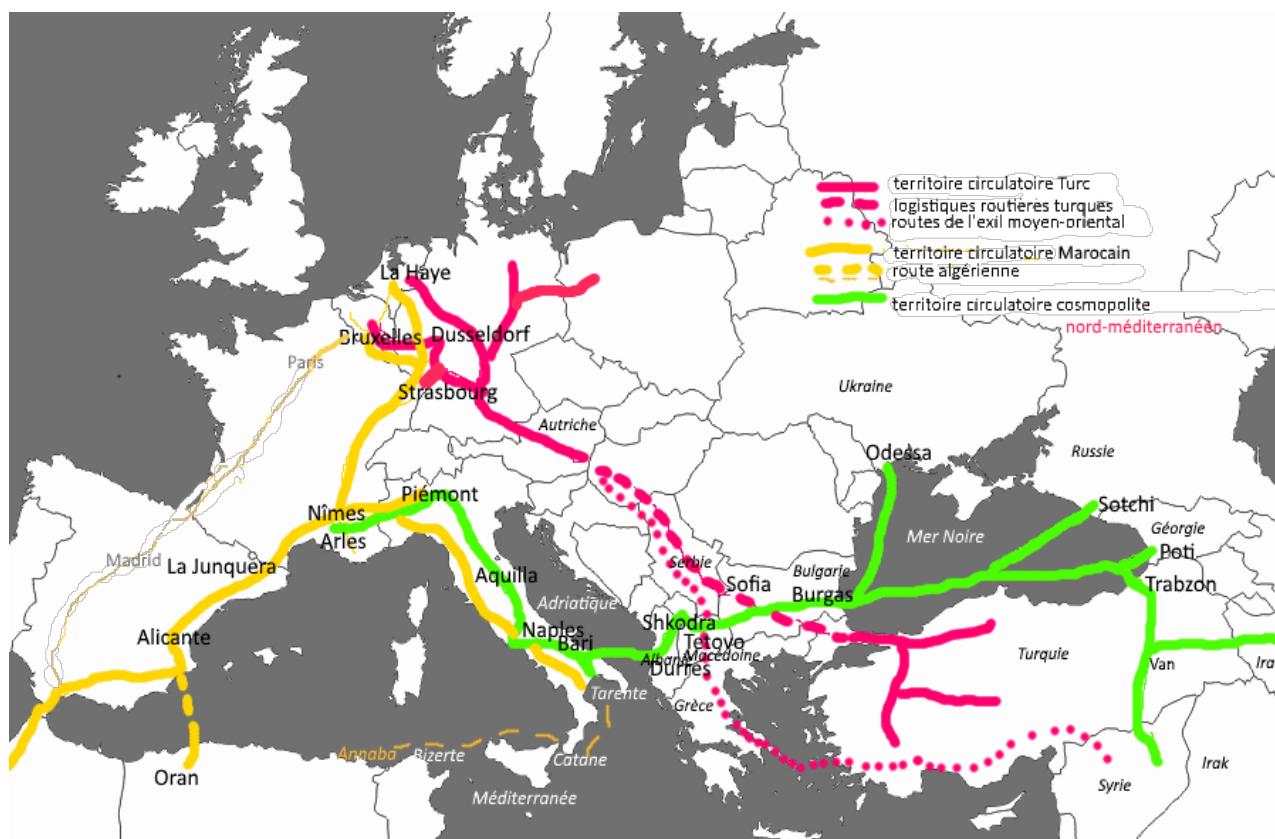 territoire circulatoire Turc
logistiques routières turques
routes de l'exil moyen-oriental
territoire circulatoire Marocain
route algérienne
territoire circulatoire cosmopolite
nord-méditerranéen
La Haye
Bruxelles
Dusseldorf
Paris
Strasbourg
Ukraine
Autriche
Odessa
Russie
Piémont
Nîmes
Sotchi
Arles
Mer Noire
Géorgie
Madrid
La Junquera
Poti
Serbie
Aquilla
Sofia
Bulgarie
Trabzon
Burgas
Adriatique
Shkodra
Alicante
Naples
Bari
Tetovo
Albanie
Macédoine
Turquie
Van
Ira
Durrës
Tarente
Grèce
Annaba
Bizerte
Catane
Oran
Syrie
Irak
Méditerranée